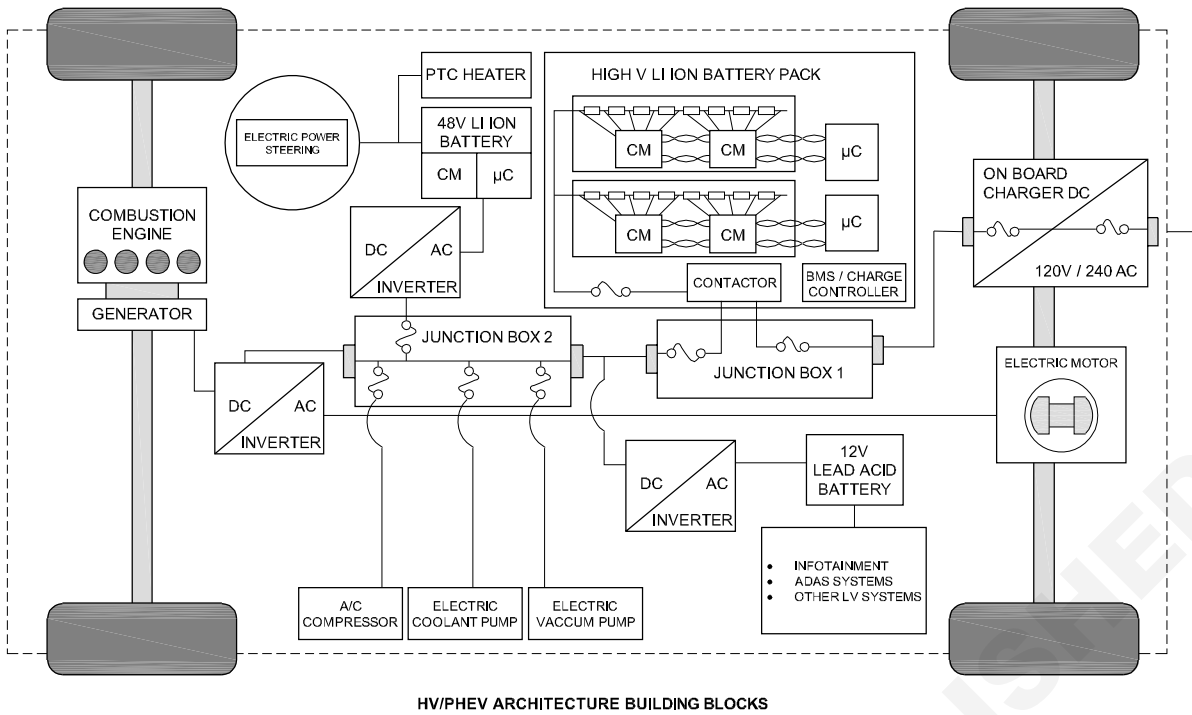 PTC HEATER
48V LI ION
BATTERY
CM
µC
ELECTRIC POWER
STEERING
HIGH V LI ION BATTERY PACK
CM
CM
µC
CM
CM
µC
CONTACTOR
BMS / CHARGE
CONTROLLER
ON BOARD
CHARGER DC
120V / 240 AC
COMBUSTION
ENGINE
GENERATOR
DC
AC
INVERTER
JUNCTION BOX 2
JUNCTION BOX 1
ELECTRIC MOTOR
DC
AC
INVERTER
DC
AC
INVERTER
12V
LEAD ACID
BATTERY
• INFOTAINMENT
• ADAS SYSTEMS
• OTHER LV SYSTEMS
A/C
COMPRESSOR
ELECTRIC
COOLANT PUMP
ELECTRIC
VACCUM PUMP
HV/PHEV ARCHITECTURE BUILDING BLOCKS